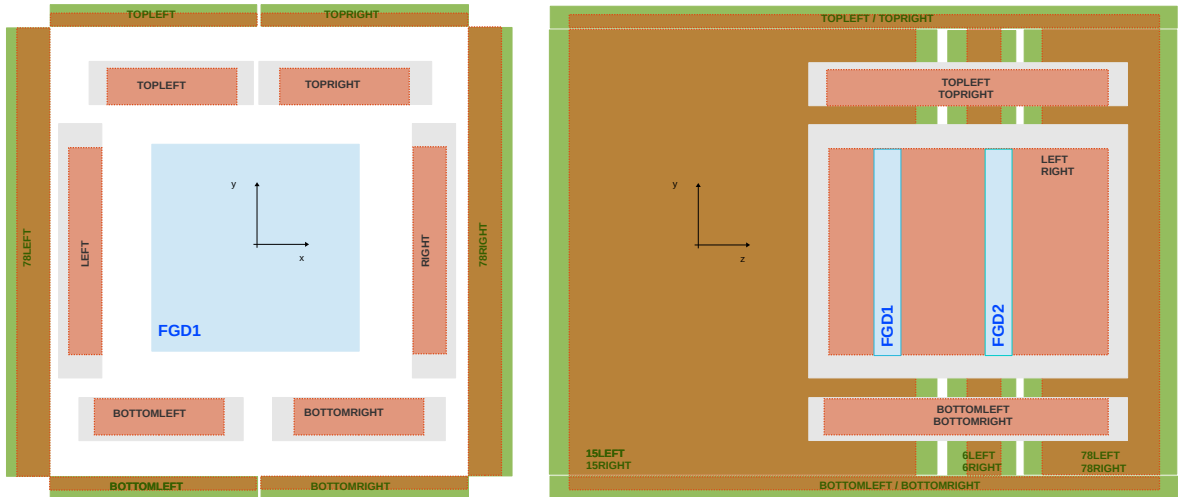 TOPLEFT
TOPRIGHT
TOPLEFT
TOPRIGHT
78LEFT
LEFT
y
x
RIGHT
78RIGHT
FGD1
BOTTOMLEFT
BOTTOMRIGHT
BOTTOMLEFT
BOTTOMRIGHT
TOPLEFT / TOPRIGHT
TOPLEFT
TOPRIGHT
LEFT
RIGHT
y
z
FGD1
FGD2
BOTTOMLEFT
BOTTOMRIGHT
15LEFT
15RIGHT
6LEFT
6RIGHT
78LEFT
78RIGHT
BOTTOMLEFT / BOTTOMRIGHT